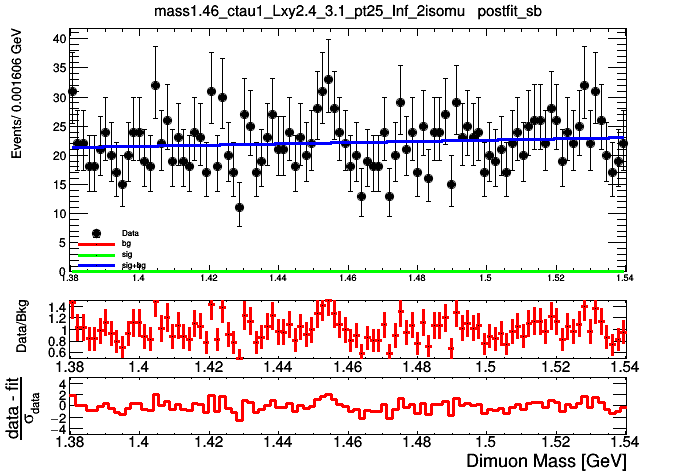 mass1.46_ctau1_Lxy2.4_3.1_pt25_Inf_2isomu postfit_sb
Events/ 0.001606 GeV
40
35
30
25
20
15
10
5
0
Data
bg
sig
sig+bg
1.38 1.4 1.42 1.44 1.46 1.48 1.5 1.52 1.54
Data/Bkg
1.4
1.2
1
0.8
0.6
1.38 1.4 1.42 1.44 1.46 1.48 1.5 1.52 1.54
data - fit
σdata
4
2
0
−2
−4
1.38 1.4 1.42 1.44 1.46 1.48 1.5 1.52 1.54
Dimuon Mass [GeV]